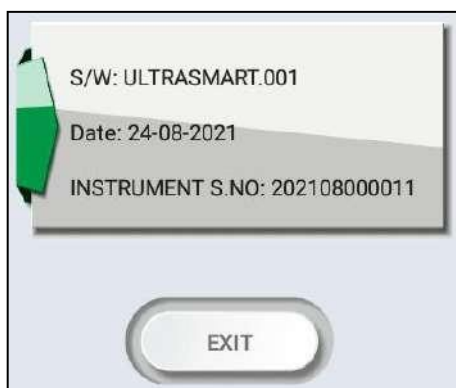 S/W: ULTRASMART.001
Date: 24-08-2021
INSTRUMENT S.NO: 202108000011
EXIT